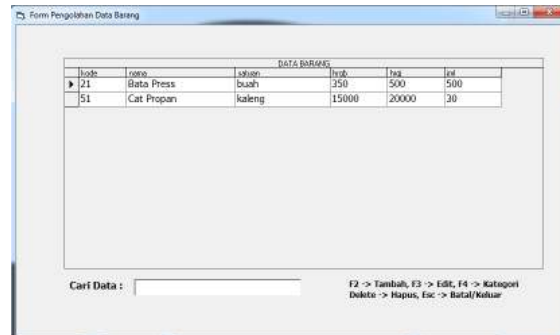 Form Pengolahan Data Barang
DATA BARANG
kode nama satuan hrgb hrgj jml
21 Bata Press buah 350 500 500
51 Cat Propan kaleng 15000 20000 30
Cari Data :
F2 -> Tambah, F3 -> Edit, F4 -> Kategori
Delete -> Hapus, Esc -> Batal/Keluar